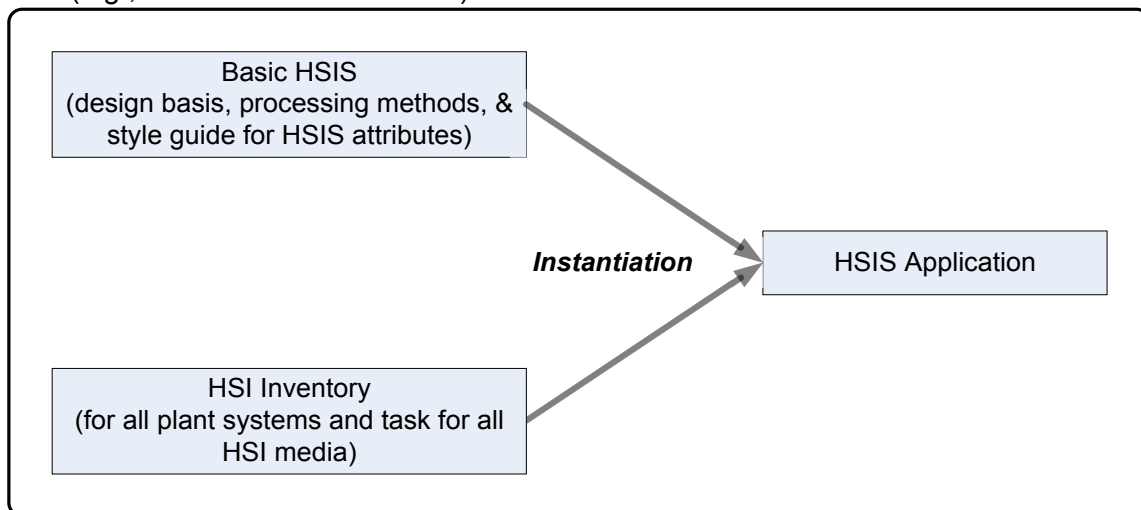 Basic HSIS
(design basis, processing methods, &
style guide for HSIS attributes)
Instantiation
HSIS Application
HSI Inventory
(for all plant systems and task for all
HSI media)